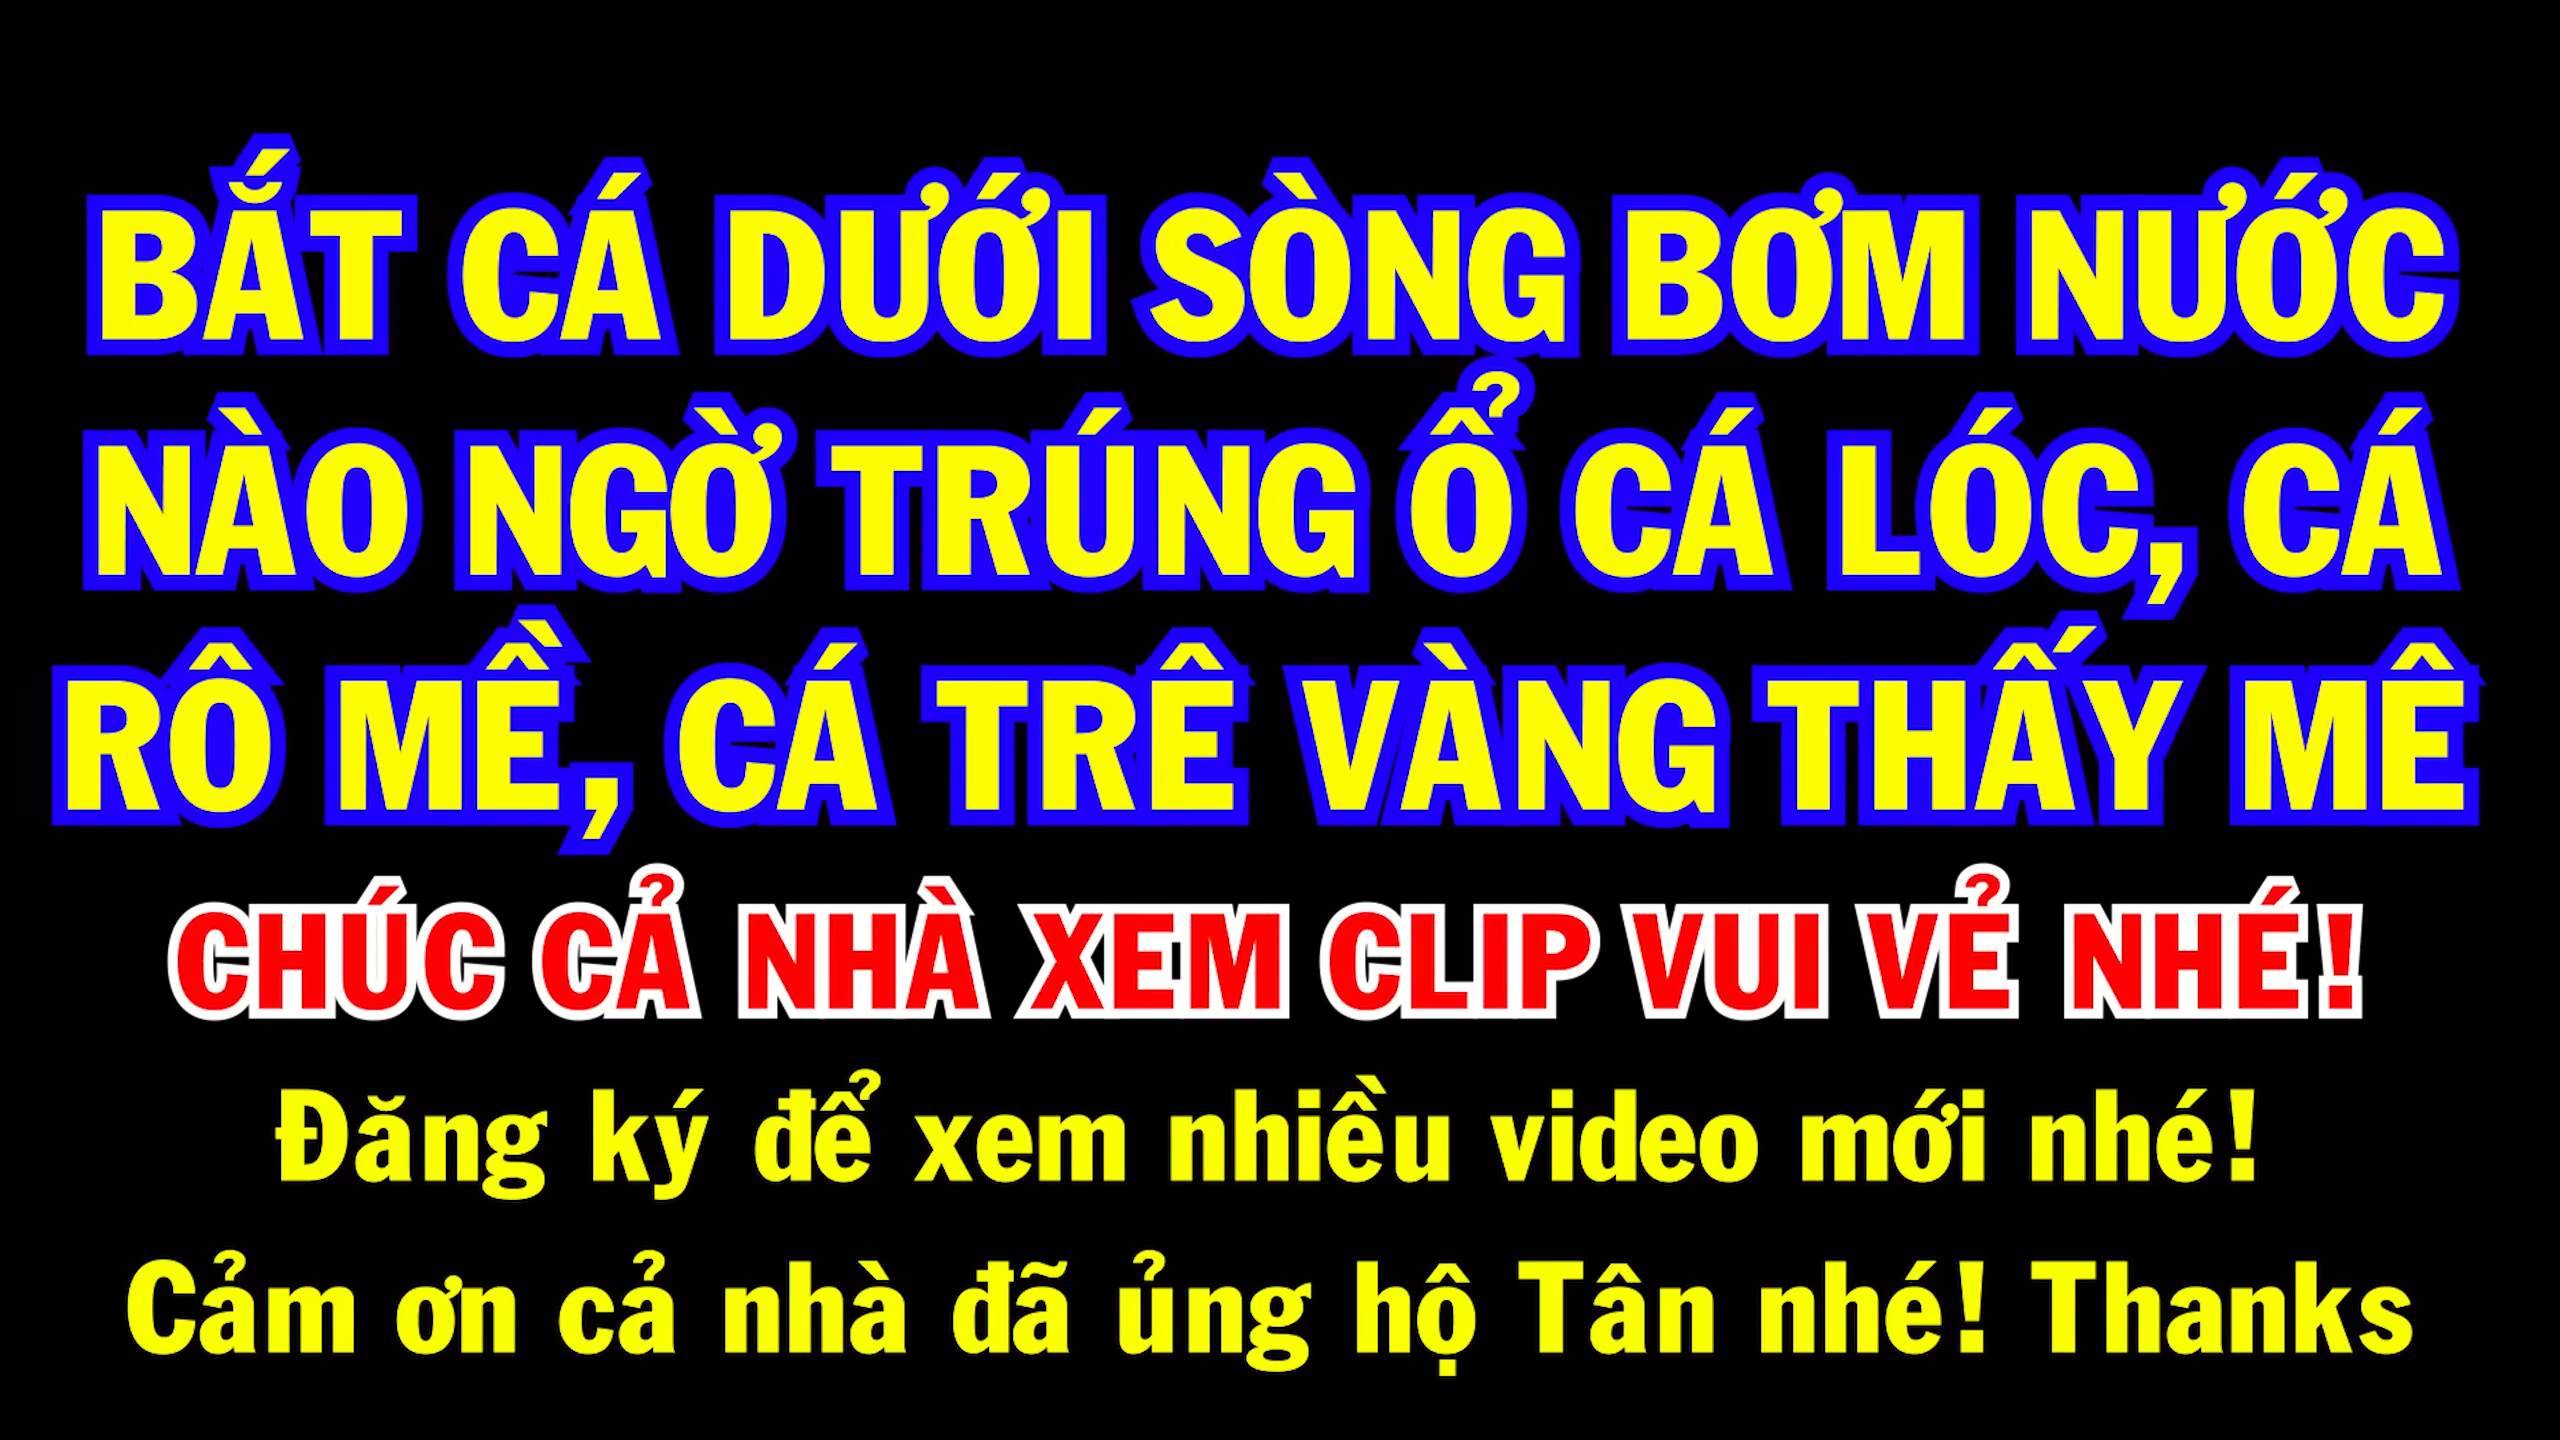 BẮT CÁ DƯỚI SÒNG BƠM NƯỚC
NÀO NGỜ TRÚNG Ổ CÁ LÓC, CÁ
RÔ MỀ, CÁ TRÊ VÀNG THẤY MÊ
CHÚC CẢ NHÀ XEM CLIP VUI VẺ NHÉ!
Đăng ký để xem nhiều video mới nhé!
Cảm ơn cả nhà đã ủng hộ Tân nhé! Thanks